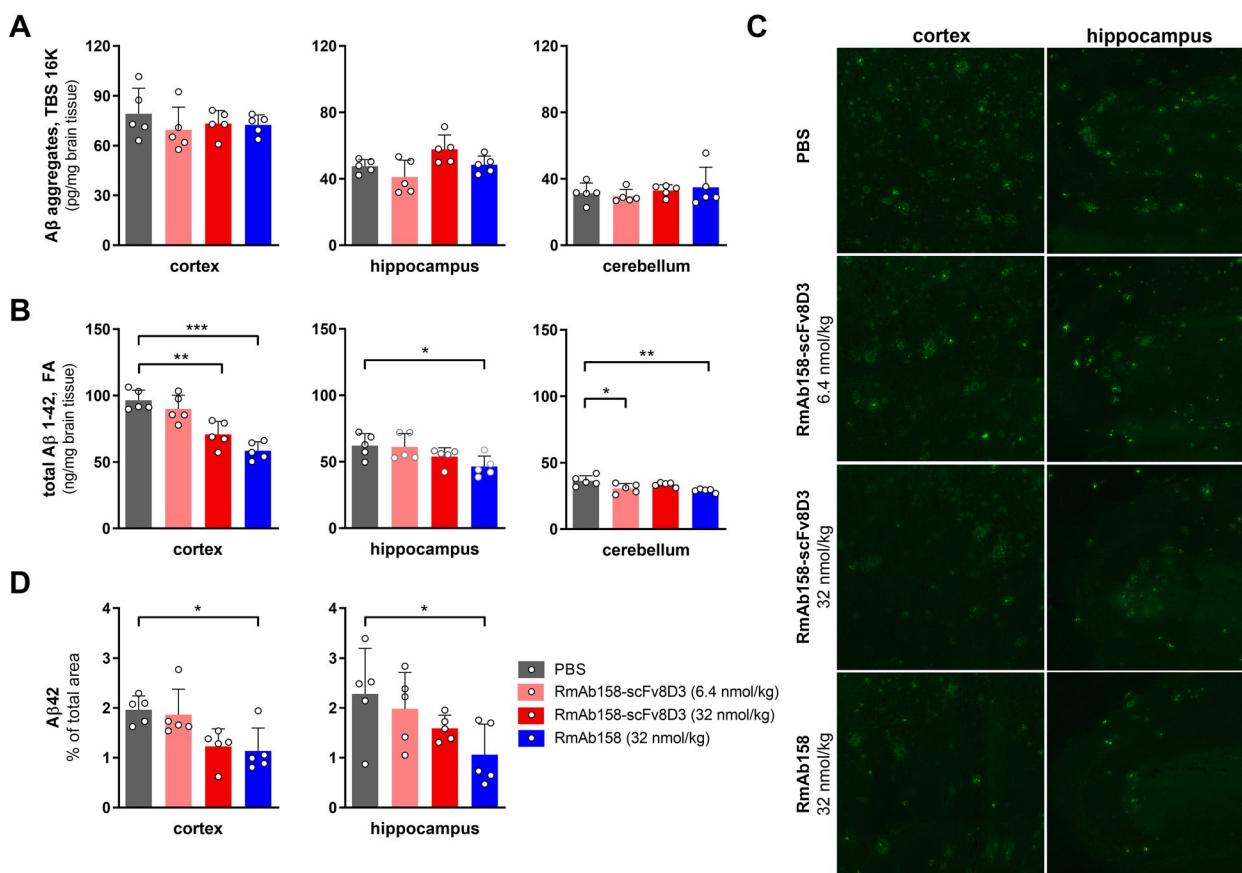 A
Aβ aggregates, TBS 16K
(pg/mg brain tissue)
120
90
60
30
0
cortex
120
80
40
0
hippocampus
120
80
40
0
cerebellum
B
total Aβ 1-42, FA
(ng/mg brain tissue)
150
100
50
0
***
**
cortex
150
100
50
0
*
hippocampus
150
100
50
0
**
*
cerebellum
D
Aβ42
% of total area
4
3
2
1
0
*
cortex
4
3
2
1
0
*
hippocampus
PBS
RmAb158-scFv8D3 (6.4 nmol/kg)
RmAb158-scFv8D3 (32 nmol/kg)
RmAb158 (32 nmol/kg)
C
cortex
hippocampus
PBS
RmAb158-scFv8D3
6.4 nmol/kg
RmAb158-scFv8D3
32 nmol/kg
RmAb158
32 nmol/kg